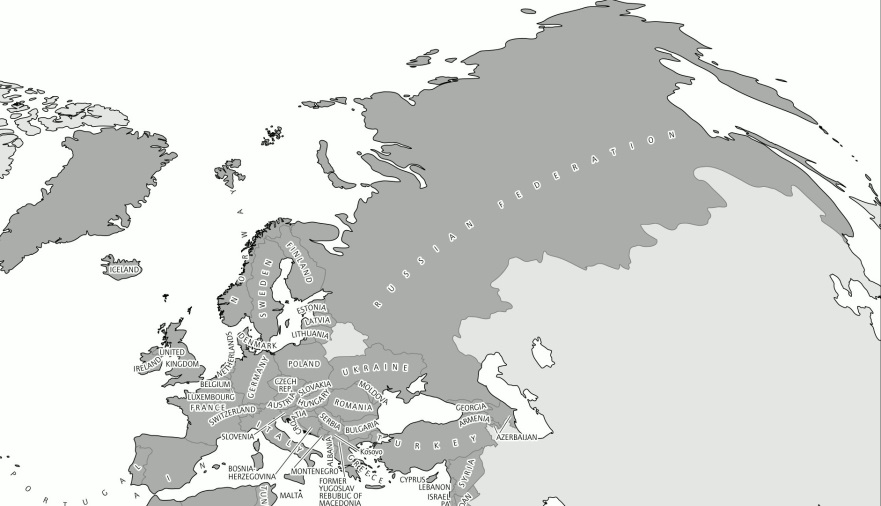 RUSSIAN FEDERATION
NORWAY
ICELAND
SWEDEN
FINLAND
ESTONIA
LATVIA
LITHUANIA
DENMARK
UNITED
KINGDOM
IRELAND
NETHERLANDS
BELGIUM
LUXEMBOURG
GERMANY
POLAND
UKRAINE
CZECH
REP.
SLOVAKIA
MOLDOVA
FRANCE
SWITZERLAND
AUSTRIA
HUNGARY
ROMANIA
SLOVENIA
ITALY
SERBIA
BULGARIA
GEORGIA
ARMENIA
AZERBAIJAN
TURKEY
Kosovo
ALBANIA
GREECE
BOSNIA-
HERZEGOVINA
MONTENEGRO
FORMER
YUGOSLAV
REPUBLIC OF
MACEDONIA
MALTA
CYPRUS
LEBANON
ISRAEL
SYRIA
PORTUGAL